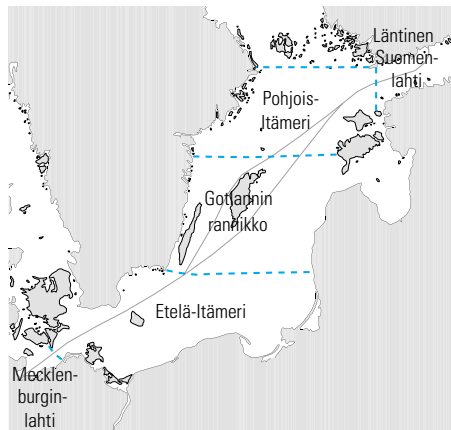 Läntinen
Suomen-
lahti
Pohjois-
Itämeri
Gotlannin
rannikko
Etelä-Itämeri
Mecklen-
burgin-
lahti